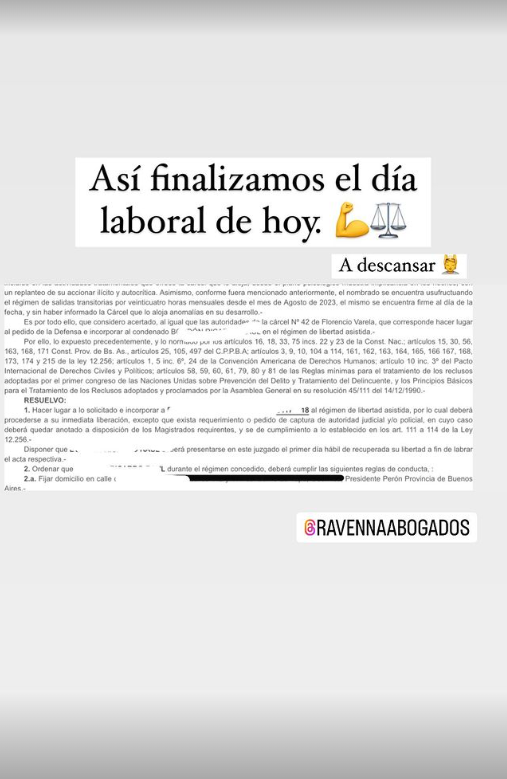 Así finalizamos el día
laboral de hoy. 💪⚖️
A descansar 💆
un replanteo de su accionar ilícito y autocrítica. Asimismo, conforme fuera mencionado anteriormente, el nombrado se encuentra usufructuando
el régimen de salidas transitorias por veinticuatro horas mensuales desde el mes de Agosto de 2023, el mismo se encuentra firme al día de la
fecha, y sin haber informado la Cárcel que lo aloja anomalías en su desarrollo.-
Es por todo ello, que considero acertado, al igual que las autoridades de la cárcel N° 42 de Florencio Varela, que corresponde hacer lugar
al pedido de la Defensa e incorporar al condenado en el régimen de libertad asistida.-
Por ello, lo expuesto precedentemente, y lo normado por los artículos 16, 18, 33, 75 incs. 22 y 23 de la Const. Nac.; artículos 15, 30, 56,
163, 168, 171 Const. Prov. de Bs. As., artículos 25, 105, 497 del C.P.P.B.A; artículos 3, 9, 10, 104 a 114, 161, 162, 163, 164, 165, 166 167, 168,
173, 174 y 215 de la ley 12.256; artículos 1, 5 inc. 6º, 24 de la Convención Americana de Derechos Humanos; artículo 10 inc. 3º del Pacto
Internacional de Derechos Civiles y Políticos; artículos 58, 59, 60, 61, 79, 80 y 81 de las Reglas mínimas para el tratamiento de los reclusos
adoptadas por el primer congreso de las Naciones Unidas sobre Prevención del Delito y Tratamiento del Delincuente, y los Principios Básicos
para el Tratamiento de los Reclusos adoptados y proclamados por la Asamblea General en su resolución 45/111 del 14/12/1990.-
RESUELVO:
1. Hacer lugar a lo solicitado e incorporar a 18 al régimen de libertad asistida, por lo cual deberá
procederse a su inmediata liberación, excepto que exista requerimiento o pedido de captura de autoridad judicial y/o policial, en cuyo caso
deberá quedar anotado a disposición de los Magistrados requirentes, y se de cumplimiento a lo establecido en los art. 111 a 114 de la Ley
12.256.-
Disponer que deberá presentarse en este juzgado el primer día hábil de recuperada su libertad a fin de labrar
el acta respectiva.-
2. Ordenar que durante el régimen concedido, deberá cumplir las siguientes reglas de conducta, :
2.a. Fijar domicilio en calle Presidente Perón Provincia de Buenos
Aires.-
@RAVENNAABOGADOS